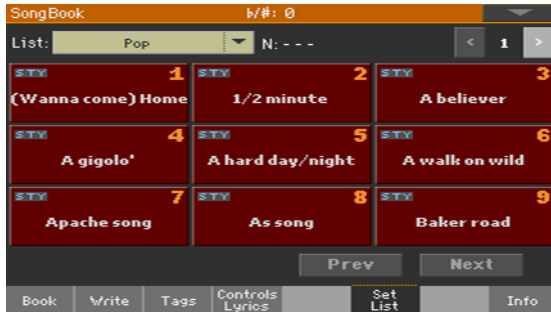 SongBook ♭/#: 0
List: Pop N: - - - < 1 >
STY 1 STY 2 STY 3
(Wanna come) Home 1/2 minute A believer
STY 4 STY 5 STY 6
A gigolo' A hard day/night A walk on wild
STY 7 STY 8 STY 9
Apache song As song Baker road
Prev Next
Book Write Tags Controls Lyrics Set List Info